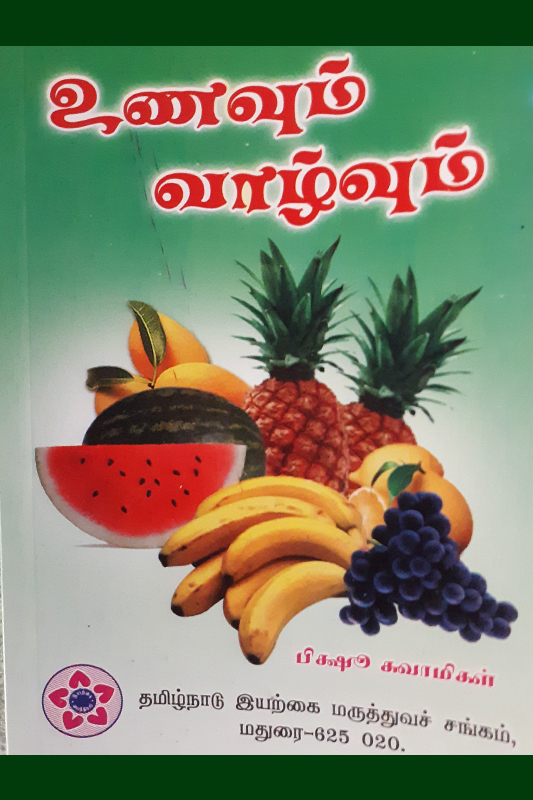 உணவும்
வாழ்வும்
பிக்ஷூ சுவாமிகள்
தமிழ்நாடு இயற்கை மருத்துவச் சங்கம்,
மதுரை-625 020.